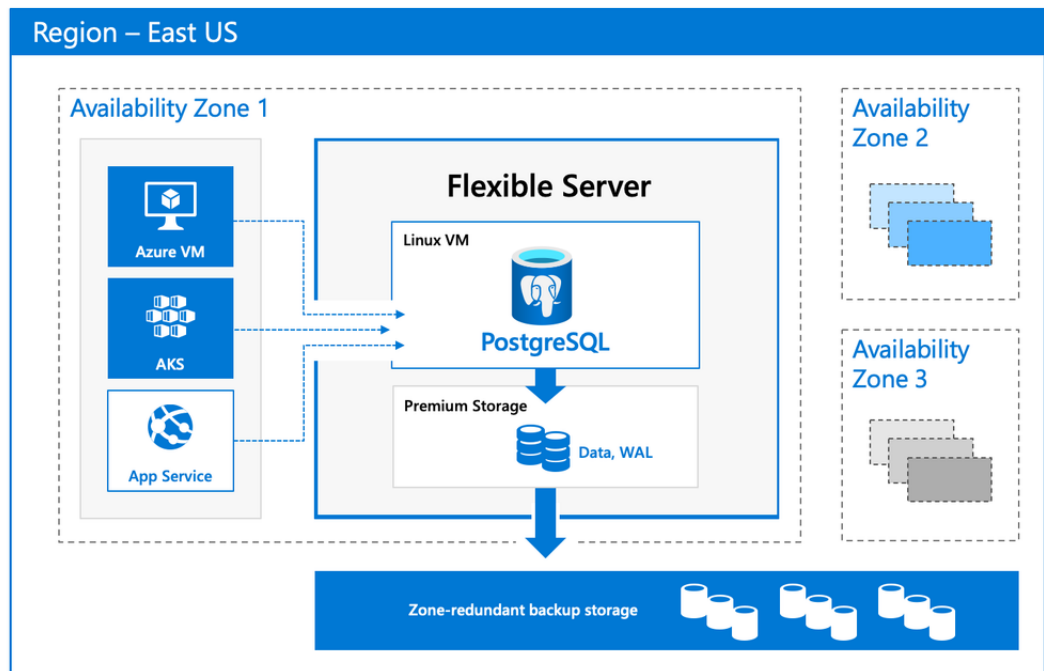 Region – East US
Availability Zone 1
Azure VM
AKS
App Service
Flexible Server
Linux VM
PostgreSQL
Premium Storage
Data, WAL
Availability
Zone 2
Availability
Zone 3
Zone-redundant backup storage